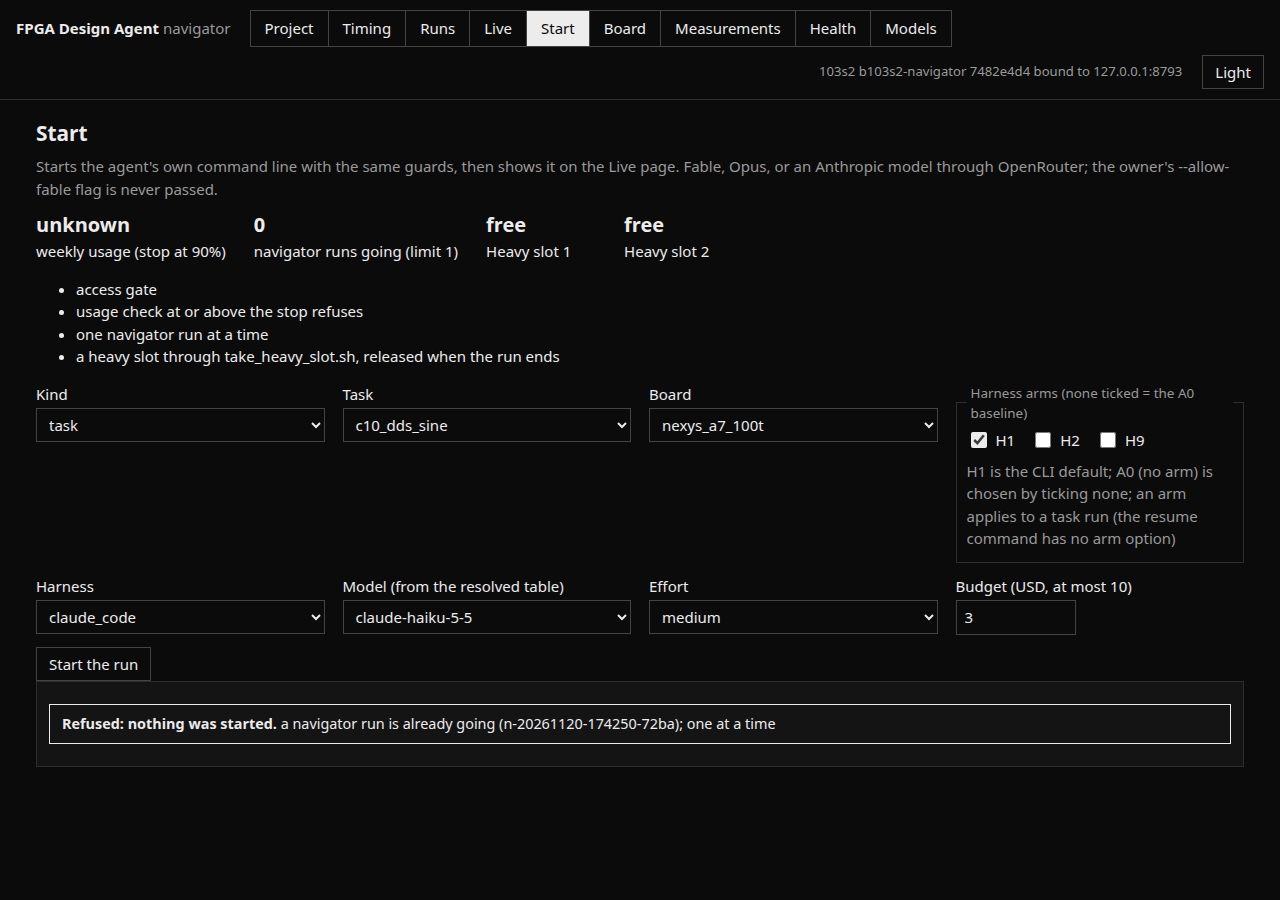 FPGA Design Agent navigator
Project
Timing
Runs
Live
Start
Board
Measurements
Health
Models
103s2 b103s2-navigator 7482e4d4 bound to 127.0.0.1:8793
Light
Start
Starts the agent's own command line with the same guards, then shows it on the Live page. Fable, Opus, or an Anthropic model through OpenRouter; the owner's --allow-
fable flag is never passed.
unknown
weekly usage (stop at 90%)
0
navigator runs going (limit 1)
free
Heavy slot 1
free
Heavy slot 2
access gate
usage check at or above the stop refuses
one navigator run at a time
a heavy slot through take_heavy_slot.sh, released when the run ends
Kind
task
Task
c10_dds_sine
Board
nexys_a7_100t
Harness arms (none ticked = the A0
baseline)
H1
H2
H9
H1 is the CLI default; A0 (no arm) is
chosen by ticking none; an arm
applies to a task run (the resume
command has no arm option)
Harness
claude_code
Model (from the resolved table)
claude-haiku-5-5
Effort
medium
Budget (USD, at most 10)
3
Start the run
Refused: nothing was started. a navigator run is already going (n-20261120-174250-72ba); one at a time